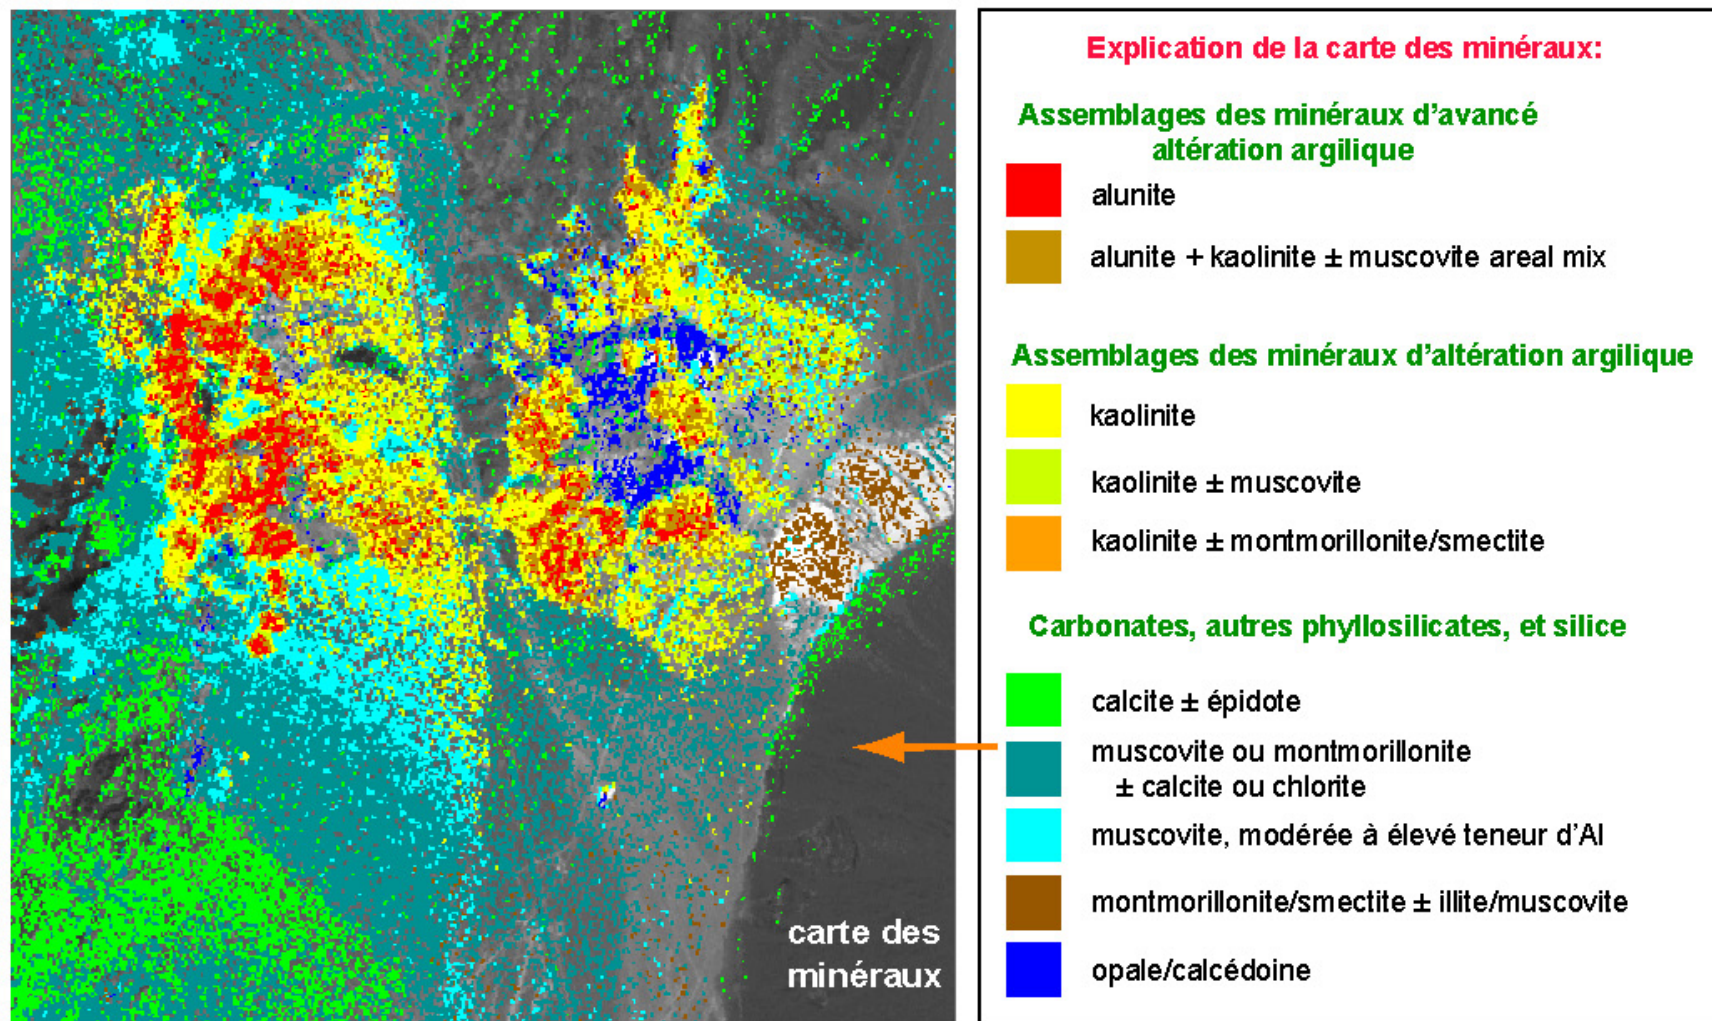 Explication de la carte des minéraux:
Assemblages des minéraux d'avancé
altération argilique
alunite
alunite + kaolinite ± muscovite areal mix
Assemblages des minéraux d'altération argilique
kaolinite
kaolinite ± muscovite
kaolinite ± montmorillonite/smectite
Carbonates, autres phyllosilicates, et silice
calcite ± épidote
muscovite ou montmorillonite
± calcite ou chlorite
muscovite, modérée à élevé teneur d'Al
montmorillonite/smectite ± illite/muscovite
opale/calcédoine
carte des
minéraux